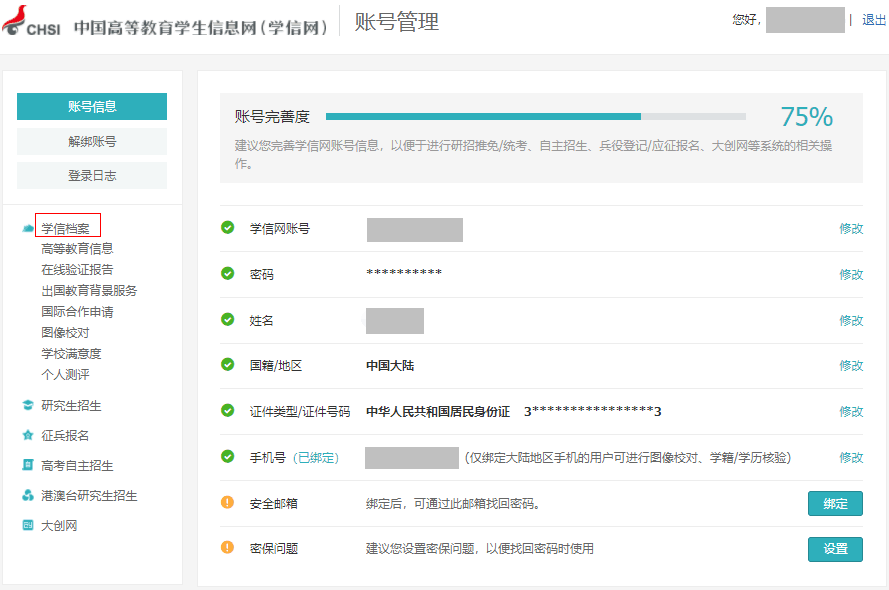 CHSI 中国高等教育学生信息网(学信网) 账号管理 您好, | 退出
账号信息
解绑账号
登录日志
学信档案
高等教育信息
在线验证报告
出国教育背景服务
国际合作申请
图像校对
学校满意度
个人测评
研究生招生
征兵报名
高考自主招生
港澳台研究生招生
大创网
账号完善度 75%
建议您完善学信网账号信息，以便于进行研招推免/统考、自主招生、兵役登记/应征报名、大创网等系统的相关操
作。
学信网账号 修改
密码 ********** 修改
姓名 修改
国籍/地区 中国大陆 修改
证件类型/证件号码 中华人民共和国居民身份证 3****************3 修改
手机号（已绑定） （仅绑定大陆地区手机的用户可进行图像校对、学籍/学历核验） 修改
安全邮箱 绑定后，可通过此邮箱找回密码。 绑定
密保问题 建议您设置密保问题，以便找回密码时使用 设置